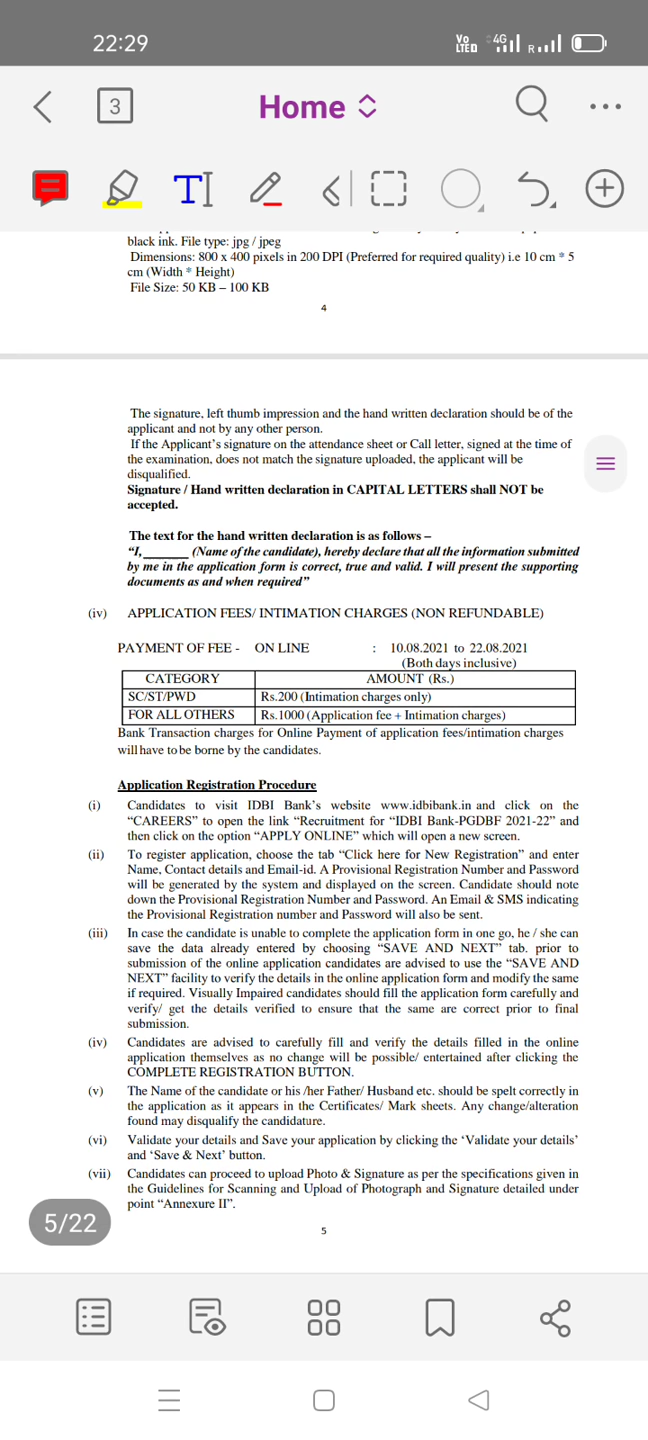 22:29
Vo LTED 4G R
3
Home
black ink. File type: jpg / jpeg
Dimensions: 800 x 400 pixels in 200 DPI (Preferred for required quality) i.e 10 cm * 5
cm (Width * Height)
File Size: 50 KB – 100 KB
4
The signature, left thumb impression and the hand written declaration should be of the
applicant and not by any other person.
If the Applicant's signature on the attendance sheet or Call letter, signed at the time of
the examination, does not match the signature uploaded, the applicant will be
disqualified.
Signature / Hand written declaration in CAPITAL LETTERS shall NOT be
accepted.
The text for the hand written declaration is as follows –
“I,_______ (Name of the candidate), hereby declare that all the information submitted
by me in the application form is correct, true and valid. I will present the supporting
documents as and when required”
(iv) APPLICATION FEES/ INTIMATION CHARGES (NON REFUNDABLE)
PAYMENT OF FEE - ON LINE : 10.08.2021 to 22.08.2021
(Both days inclusive)
CATEGORY AMOUNT (Rs.)
SC/ST/PWD Rs.200 (Intimation charges only)
FOR ALL OTHERS Rs.1000 (Application fee + Intimation charges)
Bank Transaction charges for Online Payment of application fees/intimation charges
will have to be borne by the candidates.
Application Registration Procedure
(i) Candidates to visit IDBI Bank's website www.idbibank.in and click on the
“CAREERS” to open the link “Recruitment for “IDBI Bank-PGDBF 2021-22” and
then click on the option “APPLY ONLINE” which will open a new screen.
(ii) To register application, choose the tab “Click here for New Registration” and enter
Name, Contact details and Email-id. A Provisional Registration Number and Password
will be generated by the system and displayed on the screen. Candidate should note
down the Provisional Registration Number and Password. An Email & SMS indicating
the Provisional Registration number and Password will also be sent.
(iii) In case the candidate is unable to complete the application form in one go, he / she can
save the data already entered by choosing “SAVE AND NEXT” tab. prior to
submission of the online application candidates are advised to use the “SAVE AND
NEXT” facility to verify the details in the online application form and modify the same
if required. Visually Impaired candidates should fill the application form carefully and
verify/ get the details verified to ensure that the same are correct prior to final
submission.
(iv) Candidates are advised to carefully fill and verify the details filled in the online
application themselves as no change will be possible/ entertained after clicking the
COMPLETE REGISTRATION BUTTON.
(v) The Name of the candidate or his /her Father/ Husband etc. should be spelt correctly in
the application as it appears in the Certificates/ Mark sheets. Any change/alteration
found may disqualify the candidature.
(vi) Validate your details and Save your application by clicking the ‘Validate your details’
and ‘Save & Next’ button.
(vii) Candidates can proceed to upload Photo & Signature as per the specifications given in
the Guidelines for Scanning and Upload of Photograph and Signature detailed under
point “Annexure II”.
5/22
5